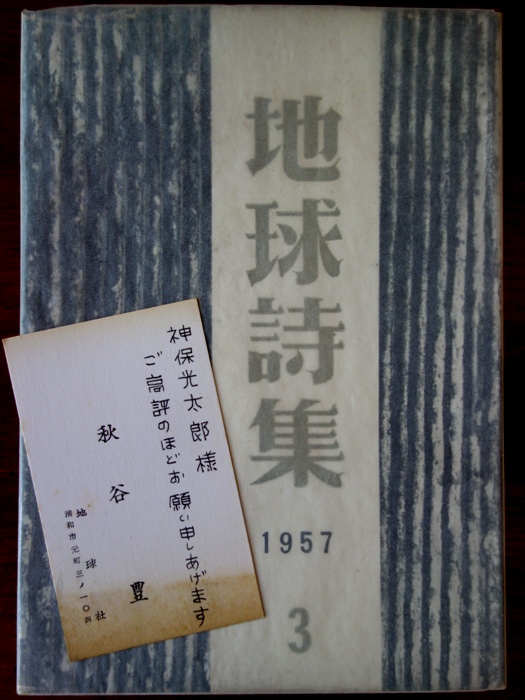 地球詩集
1957
3
神保光太郎様
ご高評のほどお願い申しあげます
秋谷豊
地球社
浦和市元町三ノ一〇四